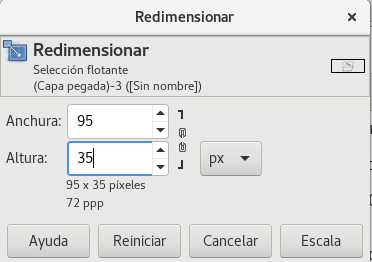 Redimensionar
Redimensionar
Selección flotante
(Capa pegada)-3 ([Sin nombre])
Anchura: 95
Altura: 35 px
95 x 35 píxeles
72 ppp
Ayuda Reiniciar Cancelar Escala